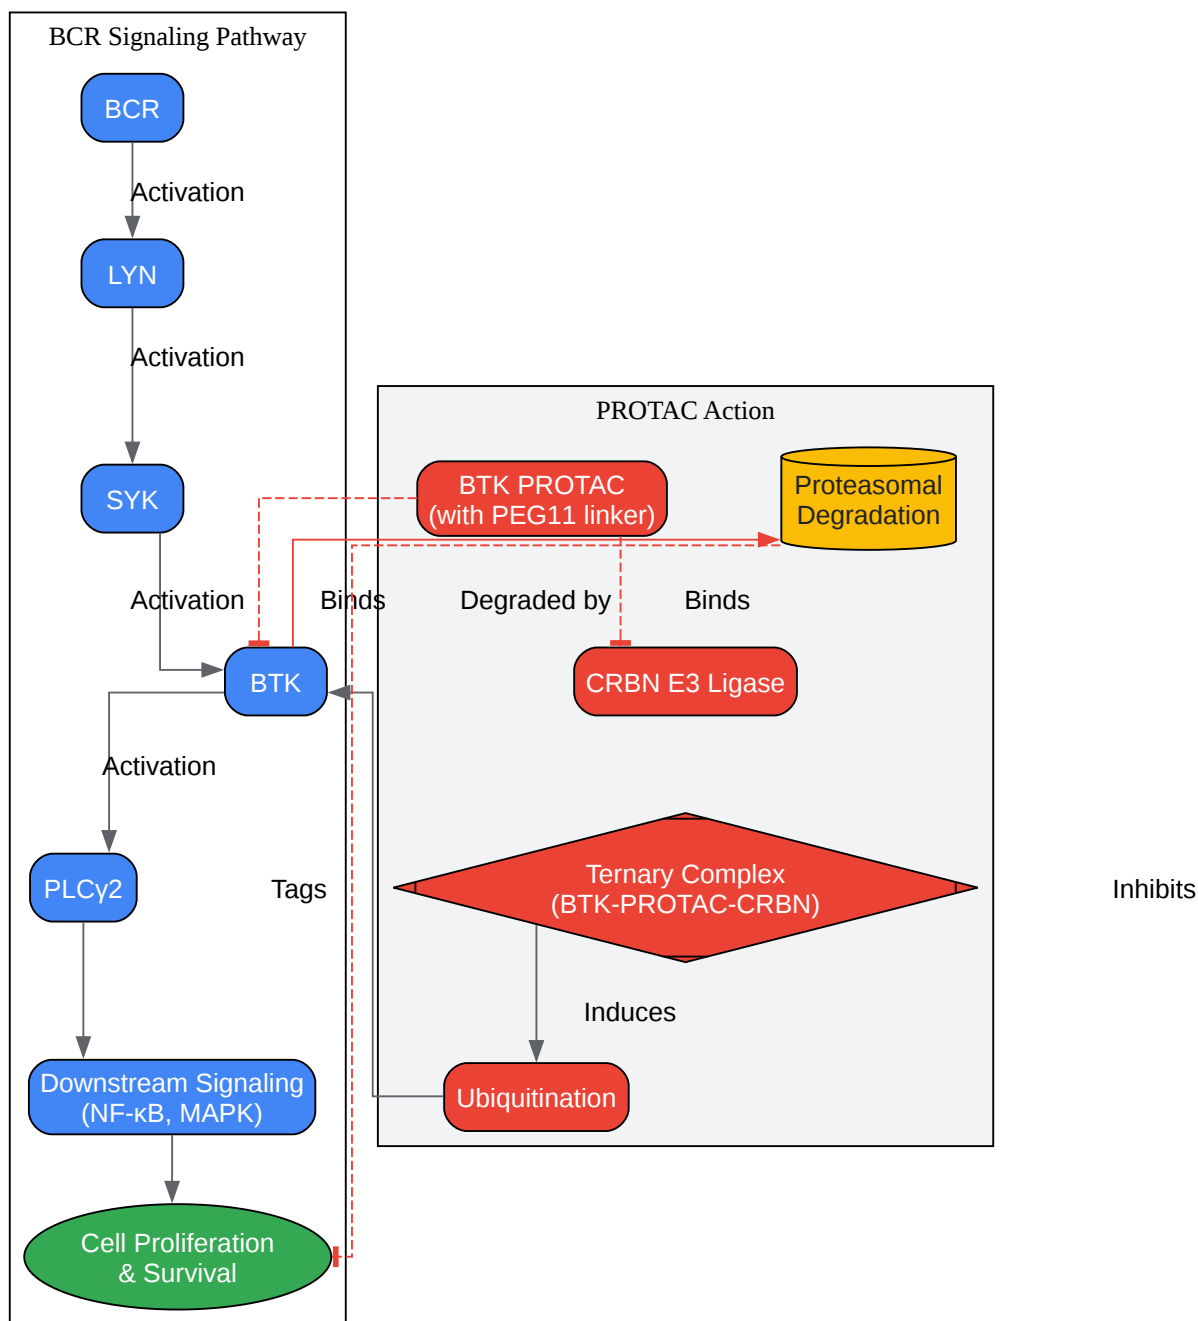 BCR Signaling Pathway
BCR
Activation
LYN
Activation
PROTAC Action
SYK
BTK PROTAC
(with PEG11 linker)
Proteasomal
Degradation
Activation
Binds
Degraded by
Binds
BTK
CRBN E3 Ligase
Activation
PLCγ2
Tags
Ternary Complex
(BTK-PROTAC-CRBN)
Inhibits
Induces
Downstream Signaling
(NF-κB, MAPK)
Ubiquitination
Cell Proliferation
& Survival